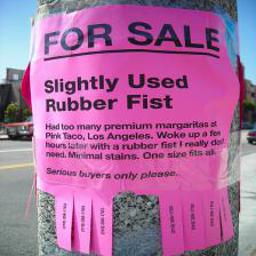 FOR SALE
Slightly Used
Rubber Fist
Had too many premium margaritas at
Pink Taco, Los Angeles. Woke up a few
hours later with a rubber fist I really don't
need. Minimal stains. One size fits all.
Serious buyers only please.